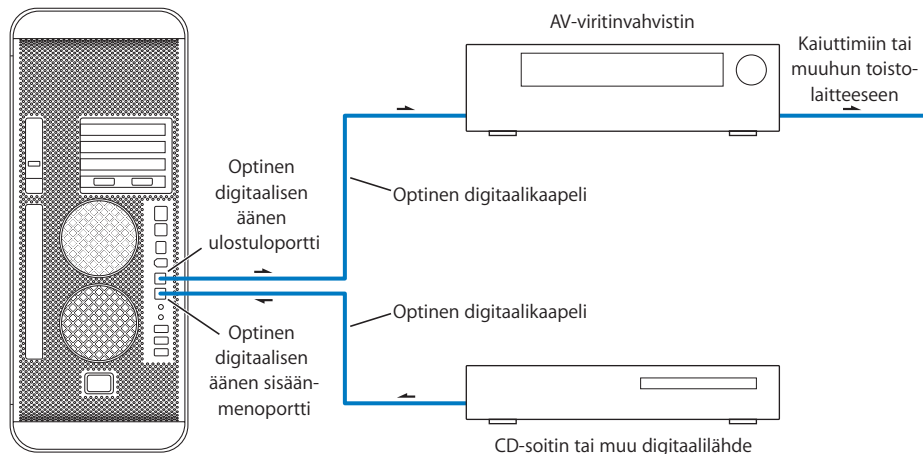 AV-viritinvahvistin
Kaiuttimiin tai
muuhun toisto-
laitteeseen
Optinen
digitaalisen
äänen
ulostuloportti
Optinen digitaalikaapeli
Optinen digitaalikaapeli
Optinen
digitaalisen
äänen sisään-
menoportti
CD-soitin tai muu digitaalilähde